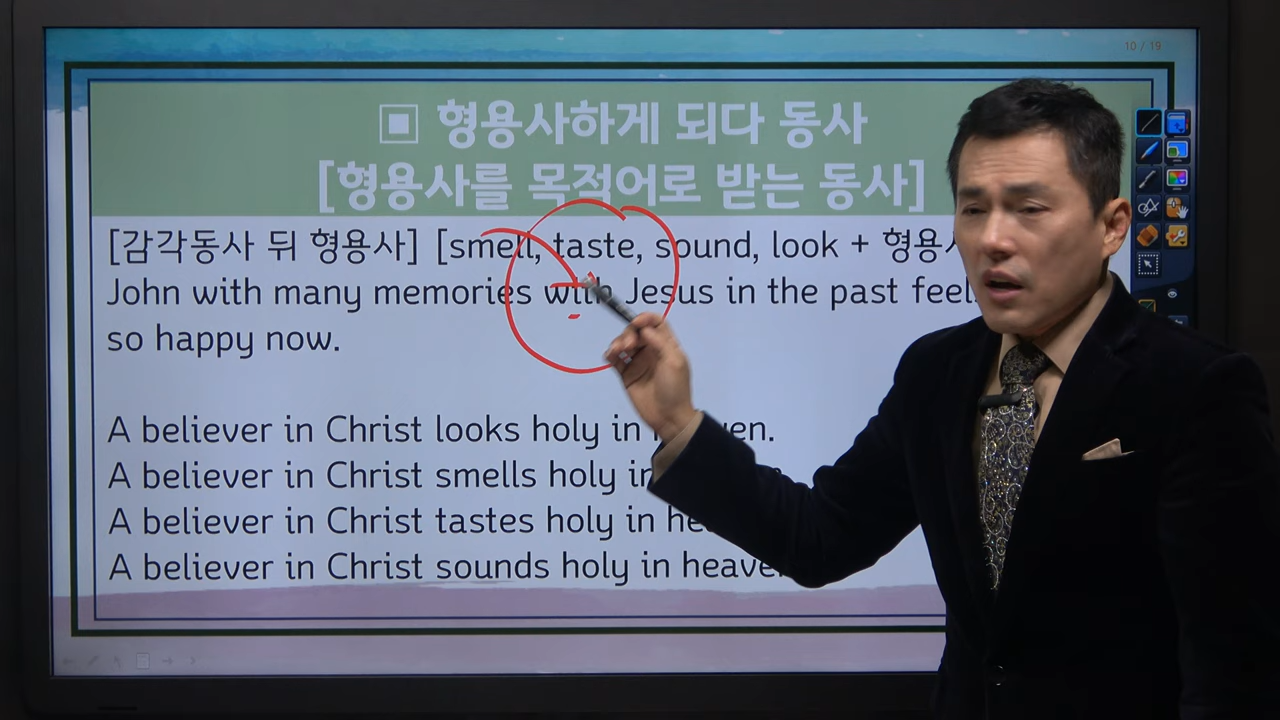 10 / 19
▣ 형용사하게 되다 동사
[형용사를 목적어로 받는 동사]
[감각동사 뒤 형용사] [smell, taste, sound, look + 형용
John with many memories with Jesus in the past feel
so happy now.
A believer in Christ looks holy in
A believer in Christ smells holy in
A believer in Christ tastes holy in
A believer in Christ sounds holy in heaven